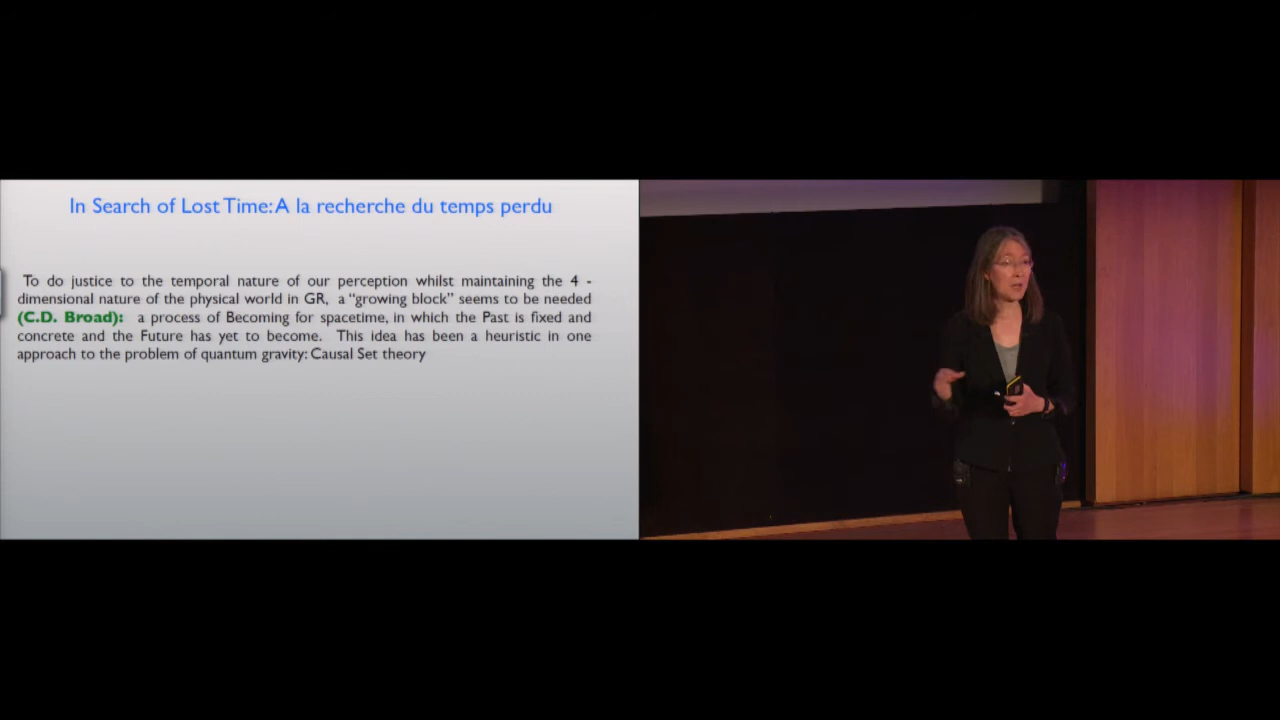 In Search of Lost Time: A la recherche du temps perdu
To do justice to the temporal nature of our perception whilst maintaining the 4 -
dimensional nature of the physical world in GR, a “growing block” seems to be needed
(C.D. Broad): a process of Becoming for spacetime, in which the Past is fixed and
concrete and the Future has yet to become. This idea has been a heuristic in one
approach to the problem of quantum gravity: Causal Set theory